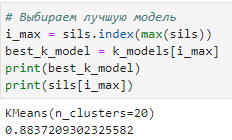 # Выбираем лучшую модель
i_max = sils.index(max(sils))
best_k_model = k_models[i_max]
print(best_k_model)
print(sils[i_max])
KMeans(n_clusters=20)
0.8837209302325582